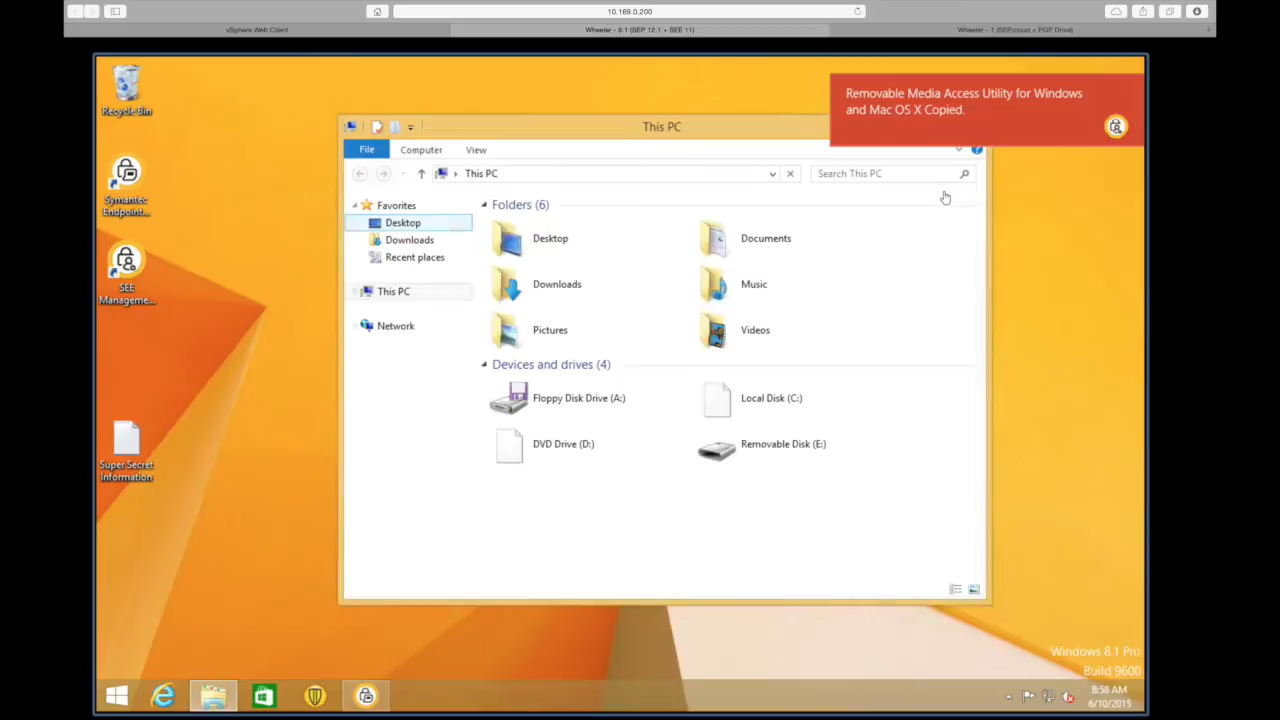 10.169.0.200
vSphere Web Client
Wheeler - 8.1 (SEP 12.1 + SEE 11)
Wheeler - 7 (SEP.cloud + PGP Drive)
Recycle Bin
Symantec
Endpoint...
SEE
Manageme...
Super Secret
Information
Removable Media Access Utility for Windows
and Mac OS X Copied.
This PC
File
Computer
View
This PC
Search This PC
Favorites
Desktop
Downloads
Recent places
This PC
Network
Folders (6)
Desktop
Documents
Downloads
Music
Pictures
Videos
Devices and drives (4)
Floppy Disk Drive (A:)
Local Disk (C:)
DVD Drive (D:)
Removable Disk (E:)
Windows 8.1 Pro
Build 9600
8:58 AM
6/10/2015